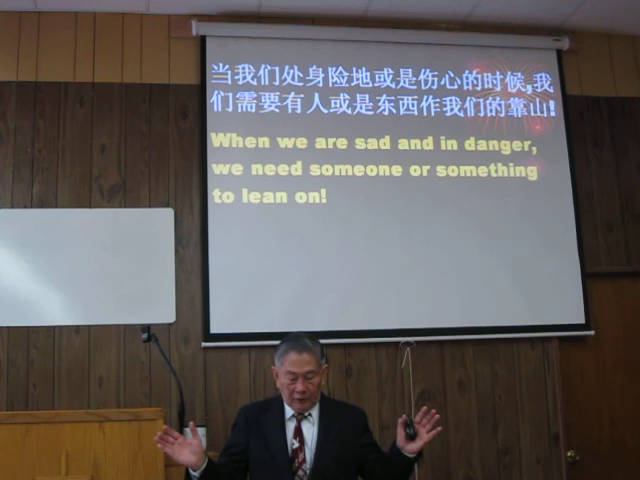 当我们处身险地或是伤心的时候,我
们需要有人或是东西作我们的靠山!
When we are sad and in danger,
we need someone or something
to lean on!